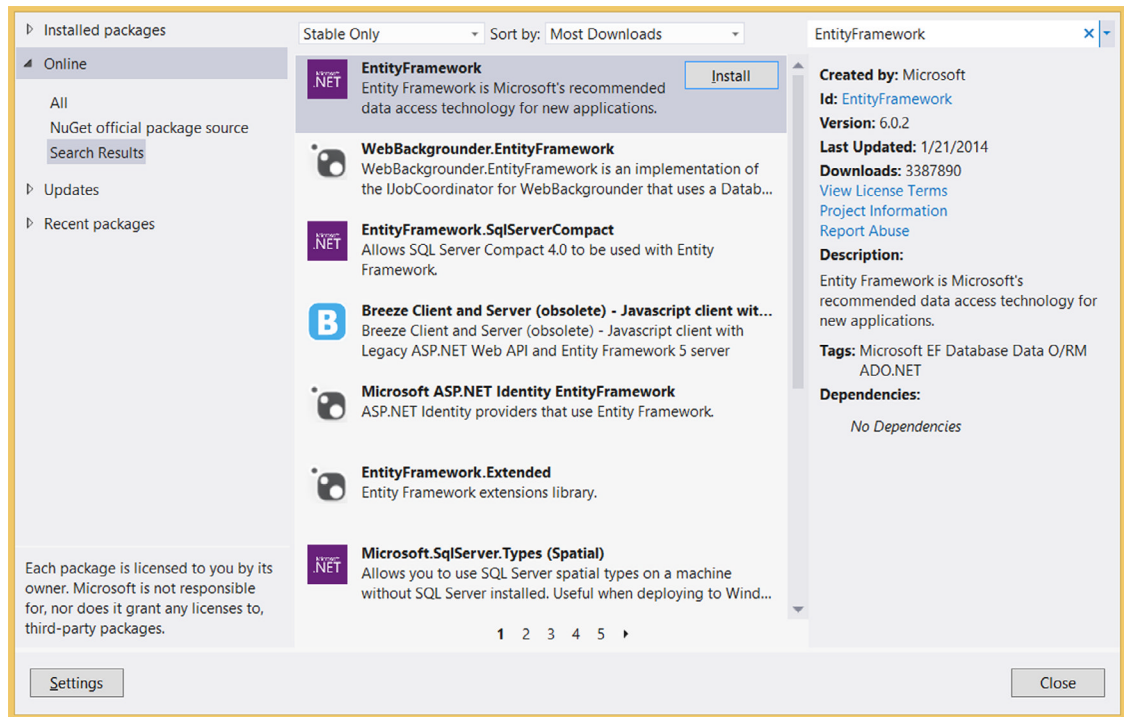 Installed packages
Online
All
NuGet official package source
Search Results
Updates
Recent packages
Each package is licensed to you by its
owner. Microsoft is not responsible
for, nor does it grant any licenses to,
third-party packages.
Stable Only
Sort by: Most Downloads
Microsoft
.NET
EntityFramework
Entity Framework is Microsoft's recommended
data access technology for new applications.
Install
WebBackgrounder.EntityFramework
WebBackgrounder.EntityFramework is an implementation of
the IJobCoordinator for WebBackgrounder that uses a Datab...
Microsoft
.NET
EntityFramework.SqlServerCompact
Allows SQL Server Compact 4.0 to be used with Entity
Framework.
B
Breeze Client and Server (obsolete) - Javascript client wit...
Breeze Client and Server (obsolete) - Javascript client with
Legacy ASP.NET Web API and Entity Framework 5 server
Microsoft ASP.NET Identity EntityFramework
ASP.NET Identity providers that use Entity Framework.
EntityFramework.Extended
Entity Framework extensions library.
Microsoft
.NET
Microsoft.SqlServer.Types (Spatial)
Allows you to use SQL Server spatial types on a machine
without SQL Server installed. Useful when deploying to Wind...
1 2 3 4 5
EntityFramework
Created by: Microsoft
Id: EntityFramework
Version: 6.0.2
Last Updated: 1/21/2014
Downloads: 3387890
View License Terms
Project Information
Report Abuse
Description:
Entity Framework is Microsoft's
recommended data access technology for
new applications.
Tags: Microsoft EF Database Data O/RM
ADO.NET
Dependencies:
No Dependencies
Settings
Close